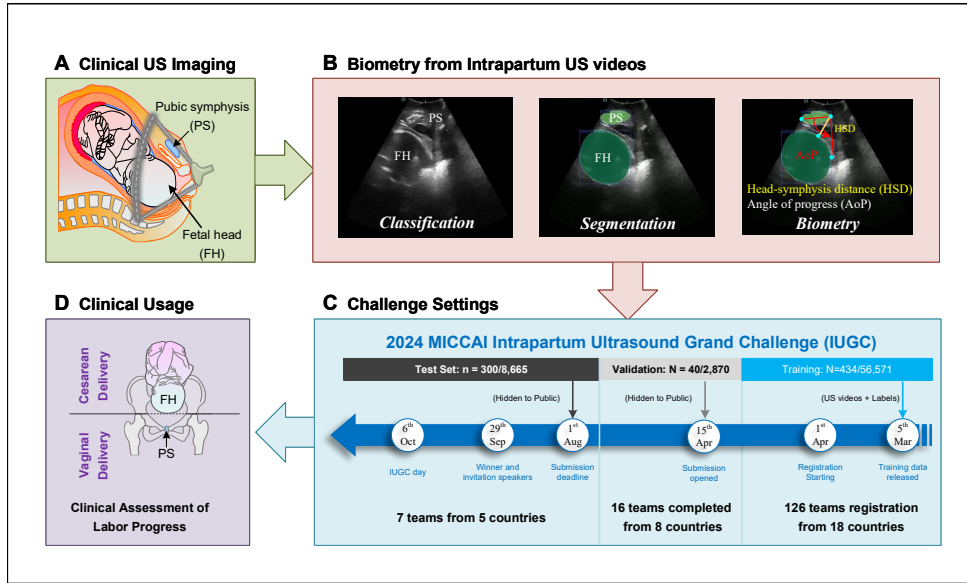 A Clinical US Imaging
Pubic symphysis
(PS)
Fetal head
(FH)
B Biometry from Intrapartum US videos
PS
FH
Classification
PS
FH
Segmentation
HSD
AoP
Head-symphysis distance (HSD)
Angle of progress (AoP)
Biometry
D Clinical Usage
Cesarean
Delivery
Vaginal
Delivery
FH
PS
Clinical Assessment of
Labor Progress
C Challenge Settings
2024 MICCAI Intrapartum Ultrasound Grand Challenge (IUGC)
Test Set: n = 300/8,665
Validation: N = 40/2,870
Training: N=434/56,571
(Hidden to Public)
(Hidden to Public)
(US videos + Labels)
6th
Oct
29th
Sep
1st
Aug
15th
Apr
1st
Apr
5th
Mar
IUGC day
Winner and
invitation speakers
Submission
deadline
Submission
opened
Registration
Starting
Training data
released
7 teams from 5 countries
16 teams completed
from 8 countries
126 teams registration
from 18 countries